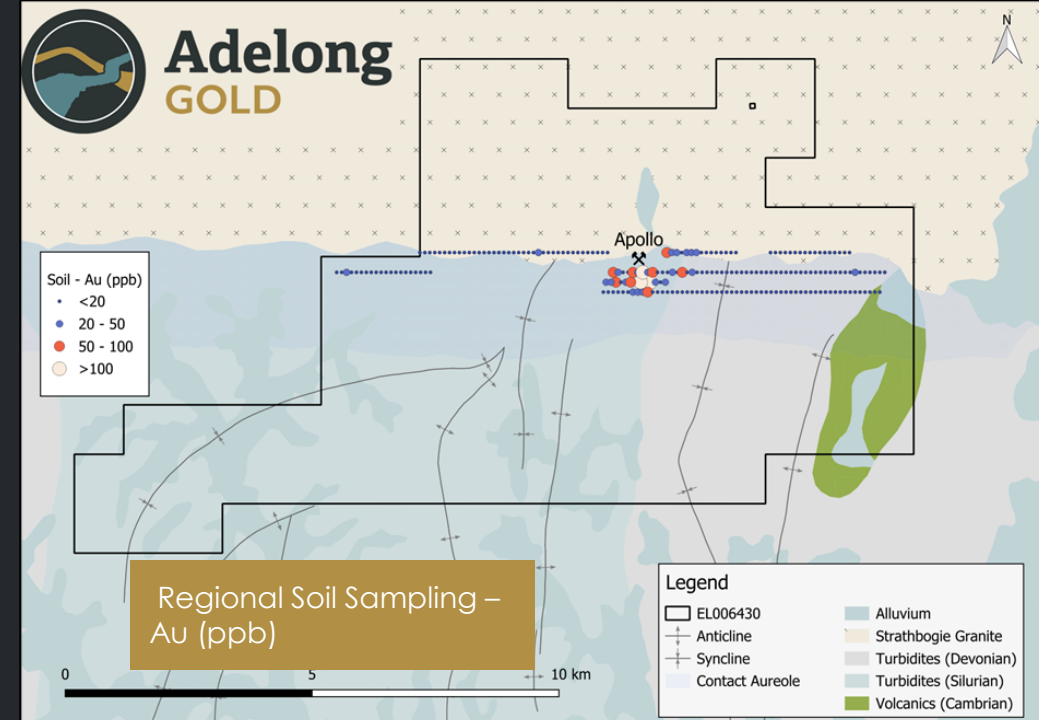 Adelong
GOLD
N
Apollo
Soil - Au (ppb)
<20
20 - 50
50 - 100
>100
Regional Soil Sampling –
Au (ppb)
0 5 10 km
Legend
EL006430
Anticline
Syncline
Contact Aureole
Alluvium
Strathbogie Granite
Turbidites (Devonian)
Turbidites (Silurian)
Volcanics (Cambrian)